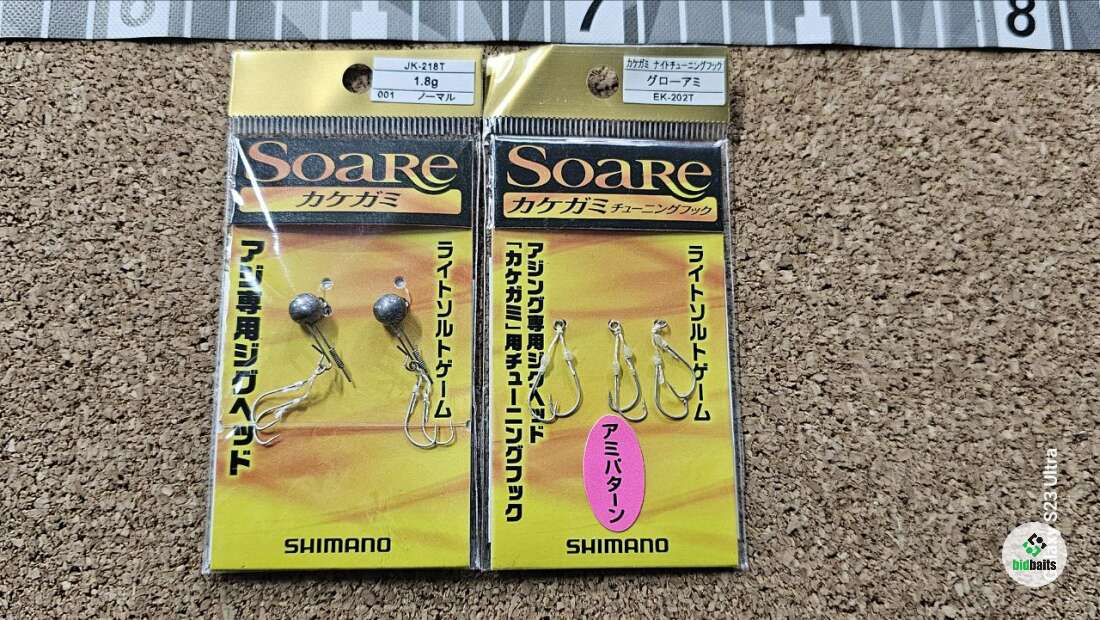 7
8
JK-218T
1.8g
001 ノーマル
SoaRe
カケガミ
ライトソルトゲーム
アジ専用ジグヘッド
SHIMANO
カケガミ ナイトチューニングフック
グローアミ
EK-202T
SoaRe
カケガミ チューニングフック
ライトソルトゲーム
アジング専用ジグヘッド
「カケガミ」用チューニングフック
アミパターン
SHIMANO
S23 Ultra
bidbaits